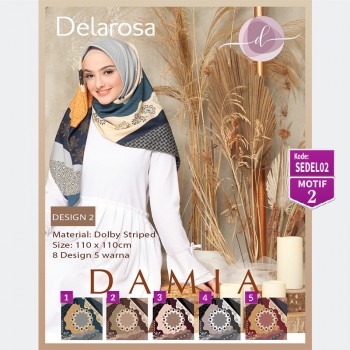 Delarosa
d
Kode:
SEDEL02
MOTIF
2
DESIGN 2
Material: Dolby Striped
Size: 110 x 110cm
8 Design 5 warna
DAMIA
1 2 3 4 5